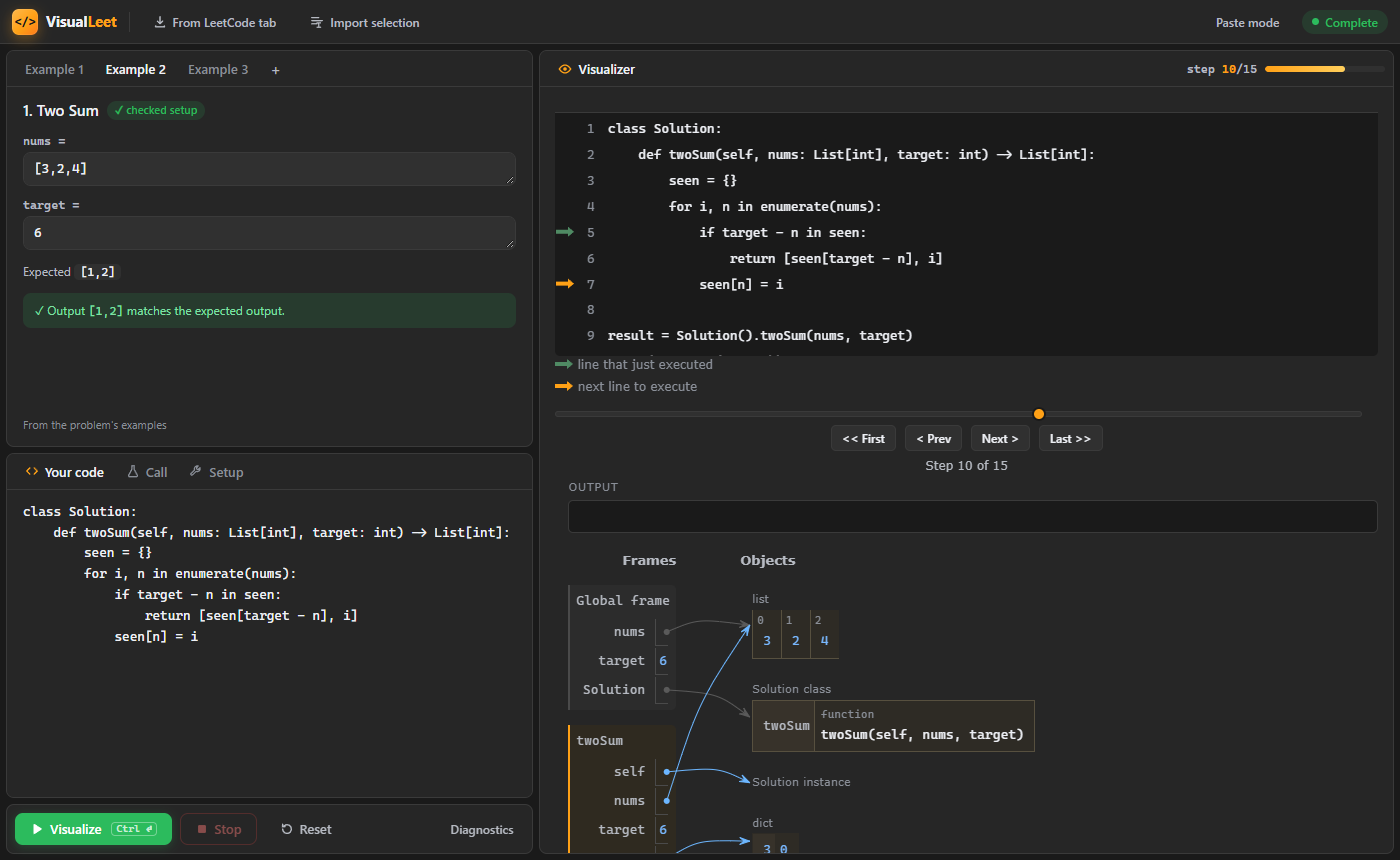 </> VisualLeet From LeetCode tab Import selection Paste mode Complete
Example 1 Example 2 Example 3 +
1. Two Sum ✓ checked setup
nums =
[3,2,4]
target =
6
Expected [1,2]
✓ Output [1,2] matches the expected output.
From the problem's examples
Your code Call Setup
class Solution:
def twoSum(self, nums: List[int], target: int) -> List[int]:
seen = {}
for i, n in enumerate(nums):
if target - n in seen:
return [seen[target - n], i]
seen[n] = i
Visualize Ctrl ⏎ Stop Reset Diagnostics
Visualizer step 10/15
1 class Solution:
2 def twoSum(self, nums: List[int], target: int) -> List[int]:
3 seen = {}
4 for i, n in enumerate(nums):
5 if target - n in seen:
6 return [seen[target - n], i]
7 seen[n] = i
8
9 result = Solution().twoSum(nums, target)
line that just executed
next line to execute
<< First < Prev Next > Last >>
Step 10 of 15
OUTPUT
Frames Objects
Global frame
nums
target 6
Solution
twoSum
self
nums
target 6
list
0 1 2
3 2 4
Solution class
twoSum function
twoSum(self, nums, target)
Solution instance
dict
3 0